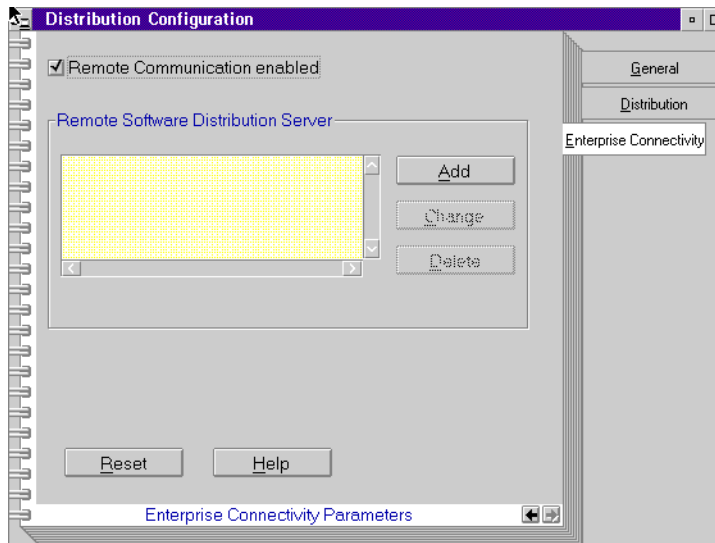 Distribution Configuration
Remote Communication enabled
General
Distribution
Enterprise Connectivity
Remote Software Distribution Server
Add
Change
Delete
Reset
Help
Enterprise Connectivity Parameters